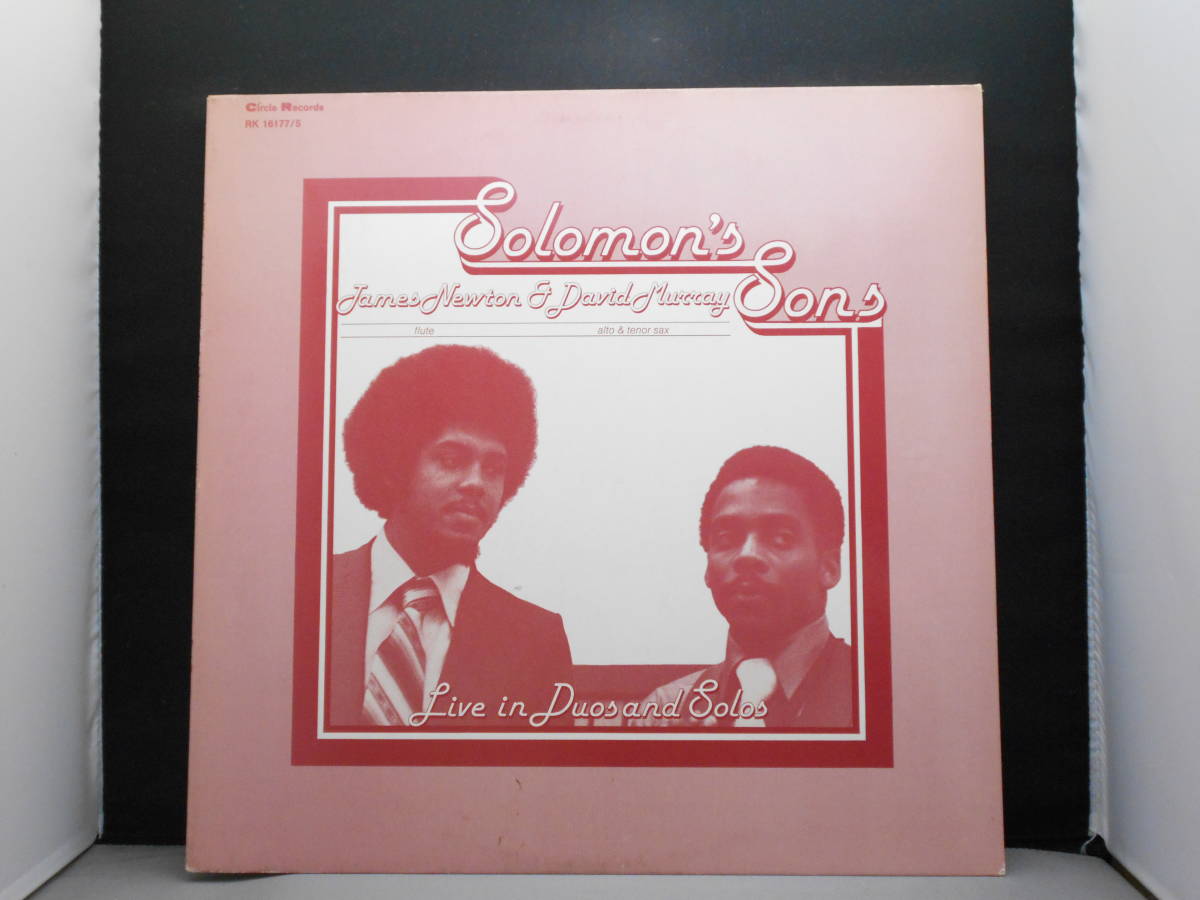 Circle Records
RK 16177/5
Solomon's
Sons
James Newton & David Murray
flute alto & tenor sax
Live in Duos and Solos